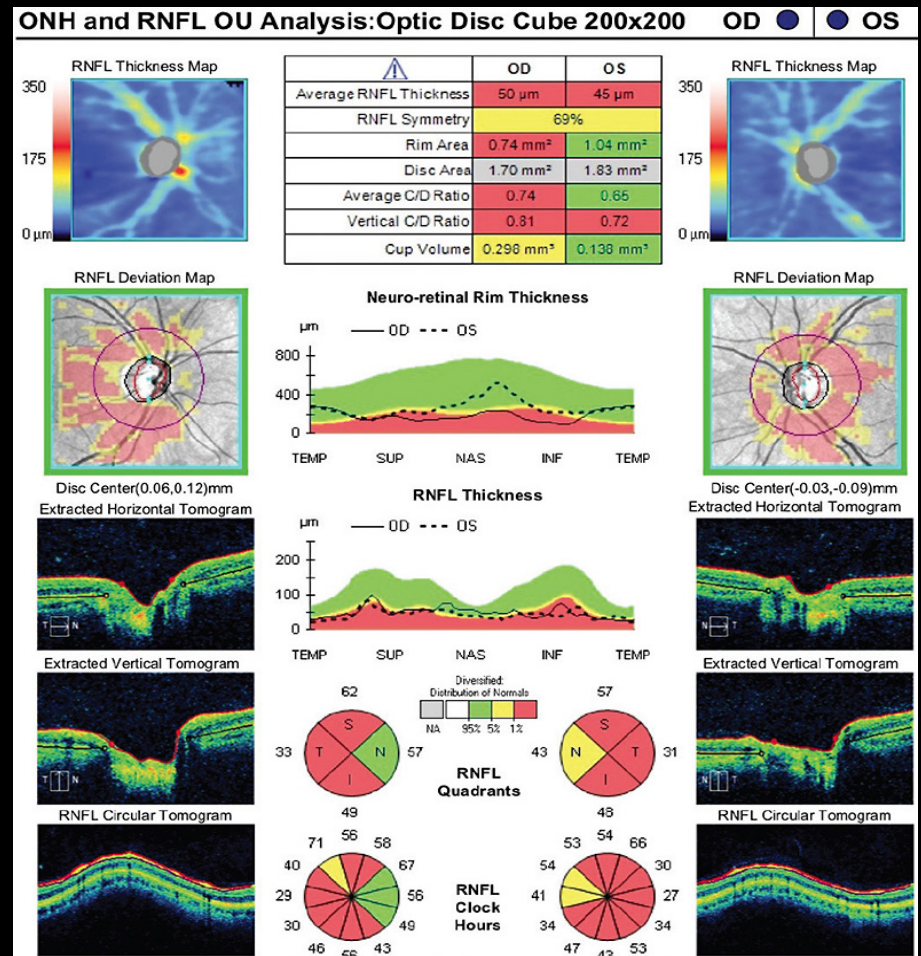 ONH and RNFL OU Analysis:Optic Disc Cube 200x200 OD OS
RNFL Thickness Map
350
175
0 µm
OD OS
Average RNFL Thickness 50 µm 45 µm
RNFL Symmetry 69%
Rim Area 0.74 mm² 1.04 mm²
Disc Area 1.70 mm² 1.83 mm²
Average C/D Ratio 0.74 0.65
Vertical C/D Ratio 0.81 0.72
Cup Volume 0.298 mm³ 0.138 mm³
RNFL Thickness Map
350
175
0 µm
RNFL Deviation Map
Disc Center(0.06,0.12)mm
Neuro-retinal Rim Thickness
µm OD OS
800
400
0
TEMP SUP NAS INF TEMP
RNFL Deviation Map
Disc Center(-0.03,-0.09)mm
Extracted Horizontal Tomogram
T N
RNFL Thickness
µm OD OS
200
100
0
TEMP SUP NAS INF TEMP
Extracted Horizontal Tomogram
N T
Extracted Vertical Tomogram
T N
Diversified:
Distribution of Normals
NA 95% 5% 1%
62
S
33 T N 57
I
49
RNFL
Quadrants
57
S
43 N T 31
I
48
Extracted Vertical Tomogram
RNFL Circular Tomogram
56
71 58
40 67
29 56
30 49
46 43
56
RNFL
Clock
Hours
54
53 66
54 30
41 27
34 34
47 53
43
RNFL Circular Tomogram